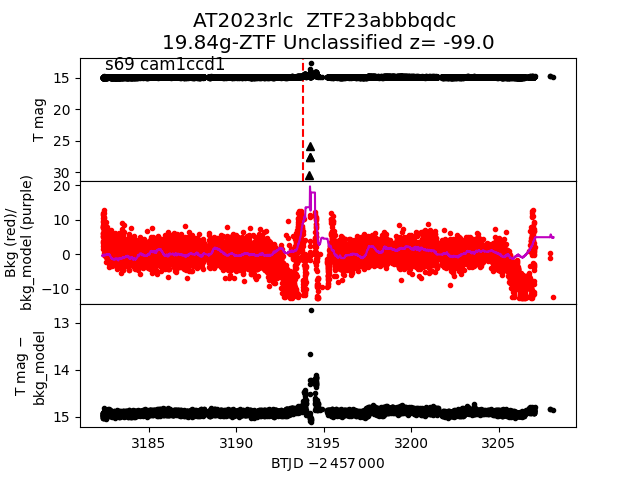 AT2023rlc  ZTF23abbbqdc
19.84g-ZTF Unclassified z= -99.0
s69 cam1ccd1
T mag
15
20
25
30
Bkg (red)/
bkg_model (purple)
20
10
0
−10
T mag −
bkg_model
13
14
15
3185
3190
3195
3200
3205
BTJD −2 457 000